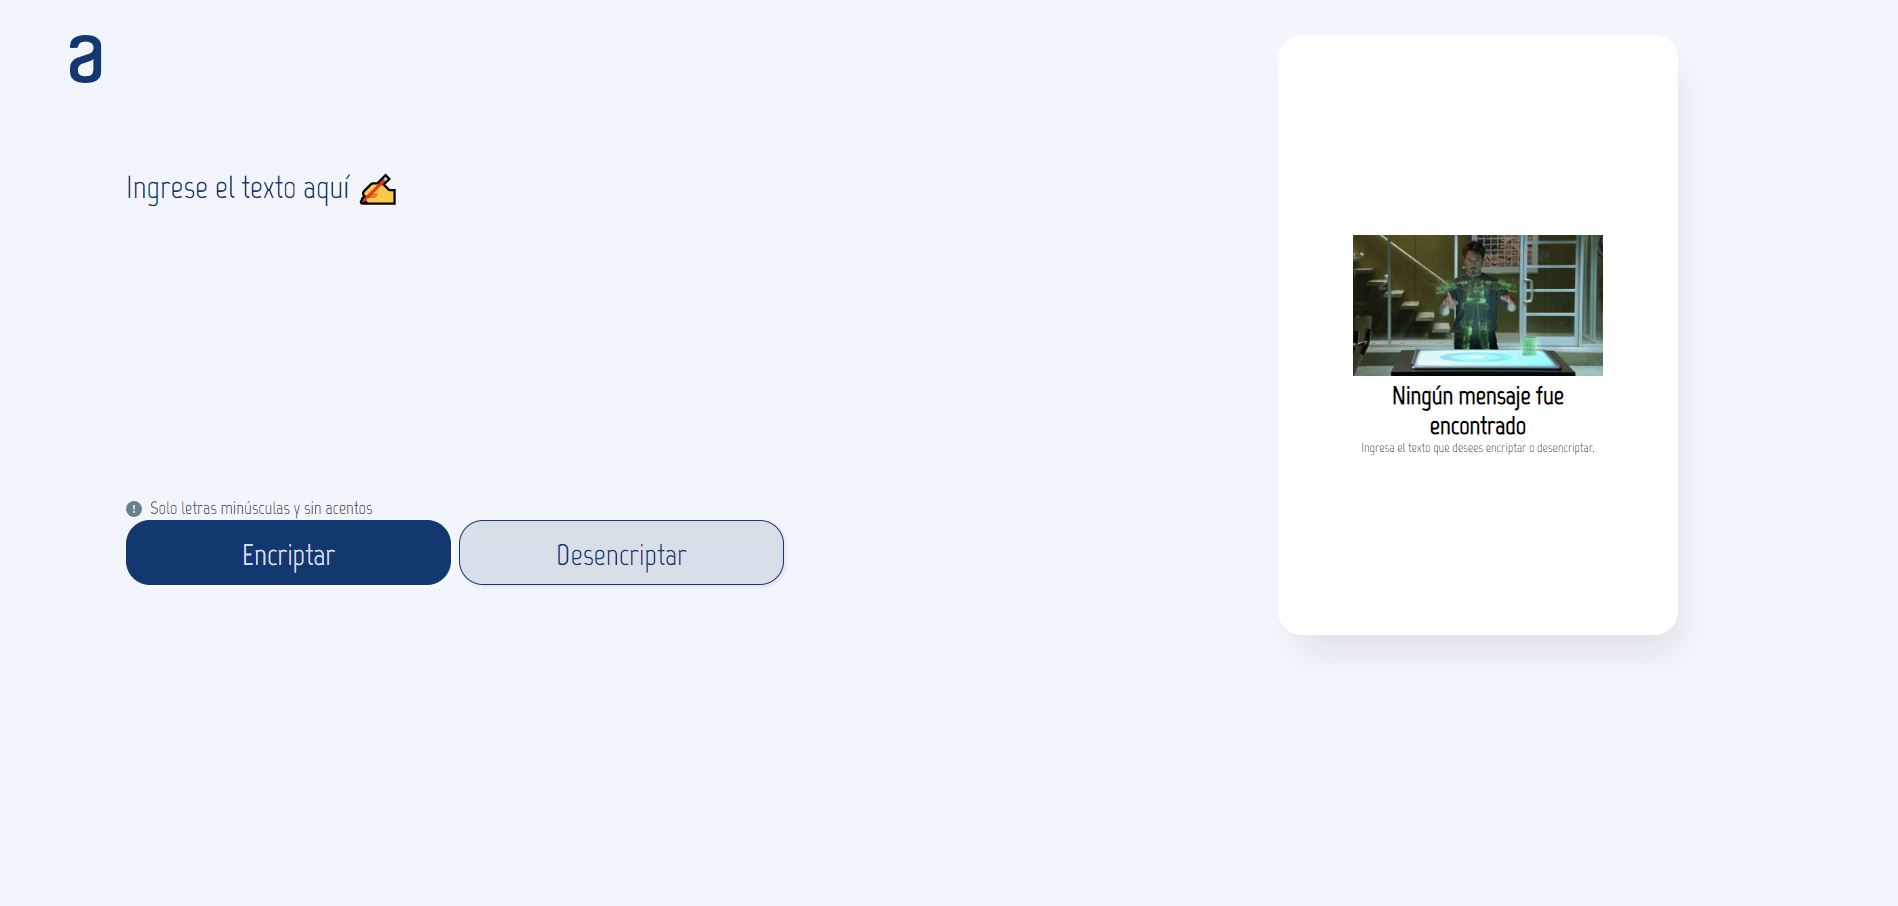 a
Ingrese el texto aquí ✍
Solo letras minúsculas y sin acentos
Encriptar
Desencriptar
Ningún mensaje fue
encontrado
Ingresa el texto que desees encriptar o desencriptar.